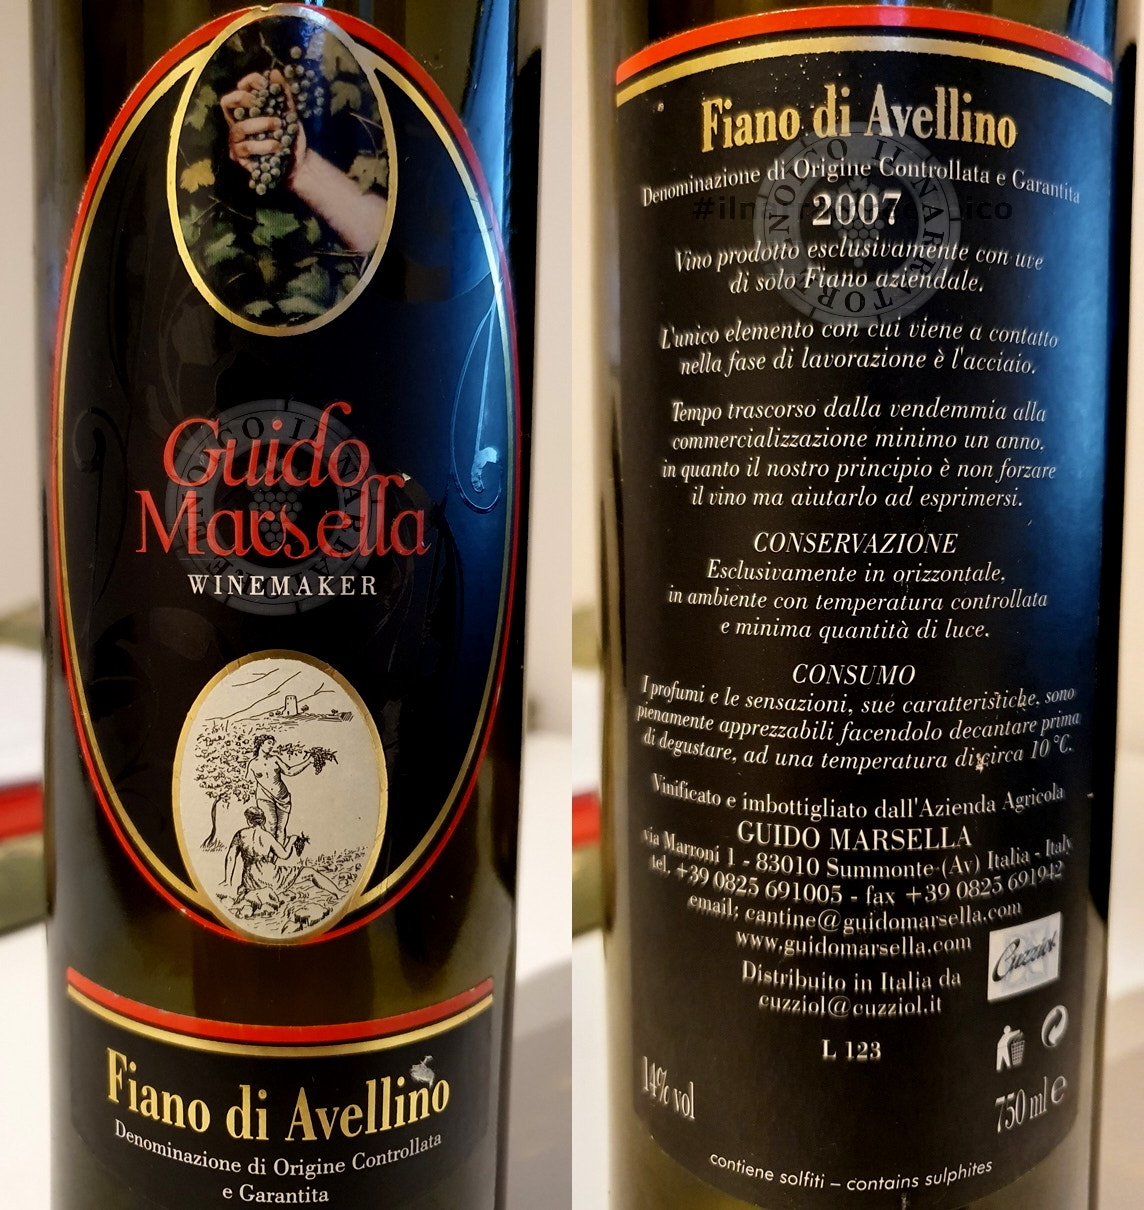 Guido
Marsella
WINEMAKER
Fiano di Avellino
Denominazione di Origine Controllata
e Garantita
Fiano di Avellino
Denominazione di Origine Controllata e Garantita
2007
Vino prodotto esclusivamente con uve
di solo Fiano aziendale.
L'unico elemento con cui viene a contatto
nella fase di lavorazione è l'acciaio.
Tempo trascorso dalla vendemmia alla
commercializzazione minimo un anno,
in quanto il nostro principio è non forzare
il vino ma aiutarlo ad esprimersi.
CONSERVAZIONE
Esclusivamente in orizzontale,
in ambiente con temperatura controllata
e minima quantità di luce.
CONSUMO
I profumi e le sensazioni, sue caratteristiche, sono
pienamente apprezzabili facendolo decantare prima
di degustare, ad una temperatura di circa 10 °C.
Vinificato e imbottigliato dall'Azienda Agricola
GUIDO MARSELLA
via Marroni 1 - 83010 Summonte-(Av) Italia - Italy
tel. +39 0825 691005 - fax +39 0825 691942
email: cantine@guidomarsella.com
www.guidomarsella.com
Cuzziol
Distribuito in Italia da
cuzziol@cuzziol.it
L 123
14% vol
750 ml e
contiene solfiti – contains sulphites